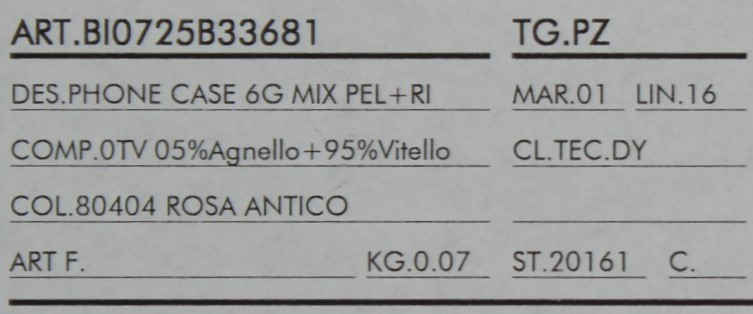 ART.BI0725B33681 TG.PZ
DES.PHONE CASE 6G MIX PEL+RI MAR.01 LIN.16
COMP.0TV 05%Agnello+95%Vitello CL.TEC.DY
COL.80404 ROSA ANTICO
ART F. KG.0.07 ST.20161 C.